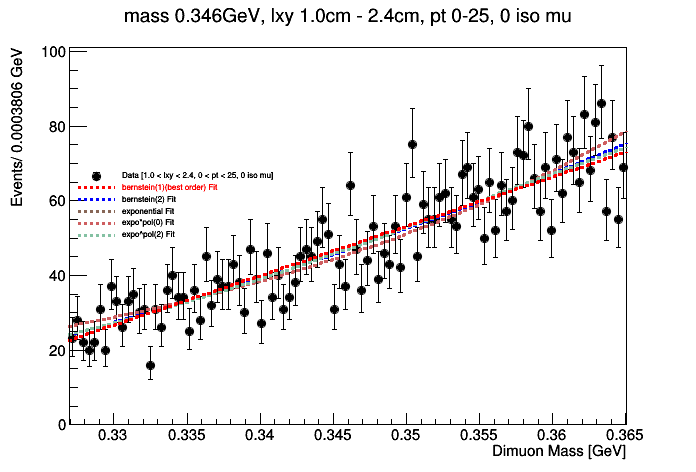 mass 0.346GeV, lxy 1.0cm - 2.4cm, pt 0-25, 0 iso mu
Events/ 0.0003806 GeV
100
80
60
40
20
0
Data [1.0 < lxy < 2.4, 0 < pt < 25, 0 iso mu]
bernstein(1)(best order) Fit
bernstein(2) Fit
exponential Fit
expo*pol(0) Fit
expo*pol(2) Fit
0.33 0.335 0.34 0.345 0.35 0.355 0.36 0.365
Dimuon Mass [GeV]